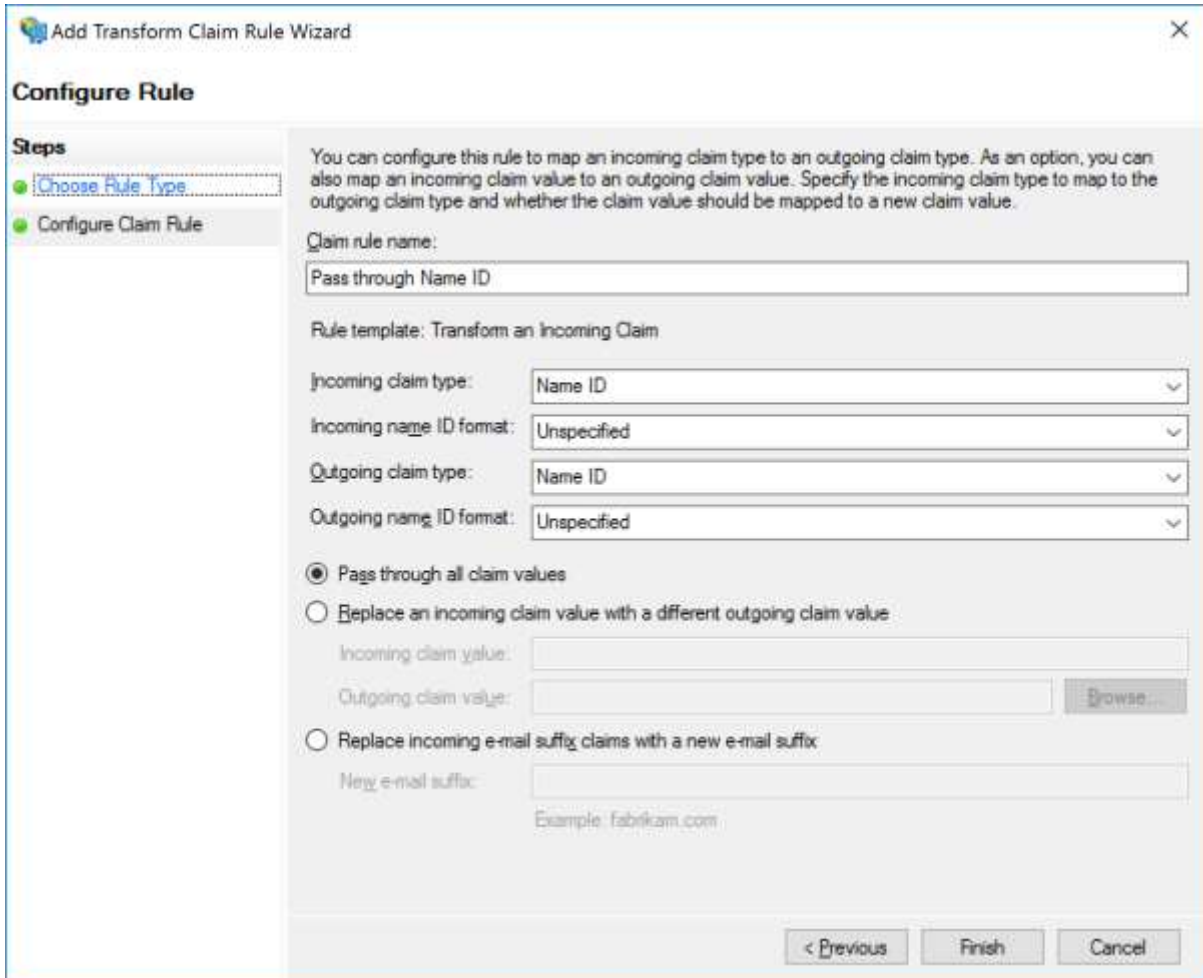 Add Transform Claim Rule Wizard
Configure Rule
Steps
Choose Rule Type
Configure Claim Rule
You can configure this rule to map an incoming claim type to an outgoing claim type. As an option, you can
also map an incoming claim value to an outgoing claim value. Specify the incoming claim type to map to the
outgoing claim type and whether the claim value should be mapped to a new claim value.
Claim rule name:
Pass through Name ID
Rule template: Transform an Incoming Claim
Incoming claim type: Name ID
Incoming name ID format: Unspecified
Outgoing claim type: Name ID
Outgoing name ID format: Unspecified
Pass through all claim values
Replace an incoming claim value with a different outgoing claim value
Incoming claim value:
Outgoing claim value: Browse...
Replace incoming e-mail suffix claims with a new e-mail suffix
New e-mail suffix:
Example: fabrikam.com
< Previous Finish Cancel